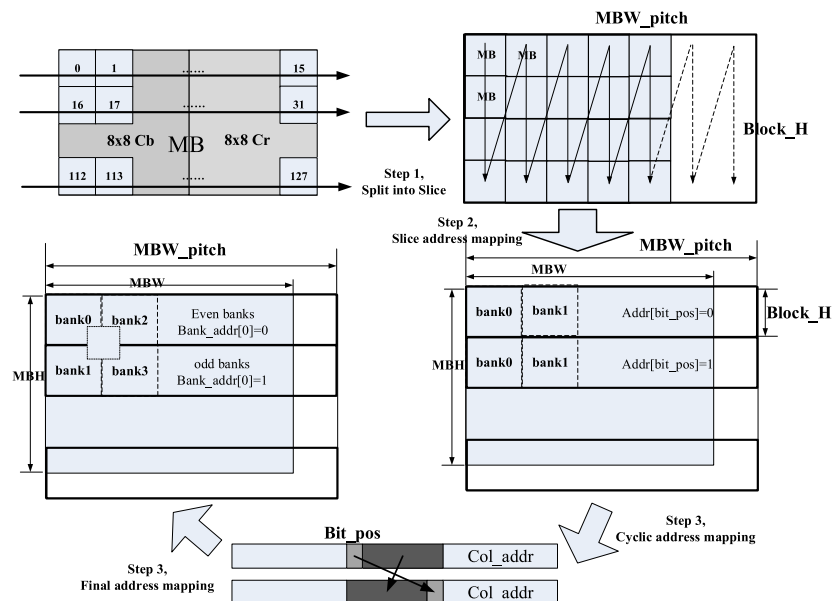 MBW_pitch
0 1 ...... 15
16 17 ...... 31
8x8 Cb MB 8x8 Cr
112 113 ...... 127
Step 1,
Split into Slice
MB MB
MB
Block_H
Step 2,
Slice address mapping
MBW_pitch
MBW
bank0 bank2
Even banks
Bank_addr[0]=0
MBH
bank1 bank3
odd banks
Bank_addr[0]=1
MBW_pitch
MBW
bank0 bank1 Addr[bit_pos]=0
Block_H
MBH
bank0 bank1 Addr[bit_pos]=1
Step 3,
Cyclic address mapping
Bit_pos
Col_addr
Col_addr
Step 3,
Final address mapping